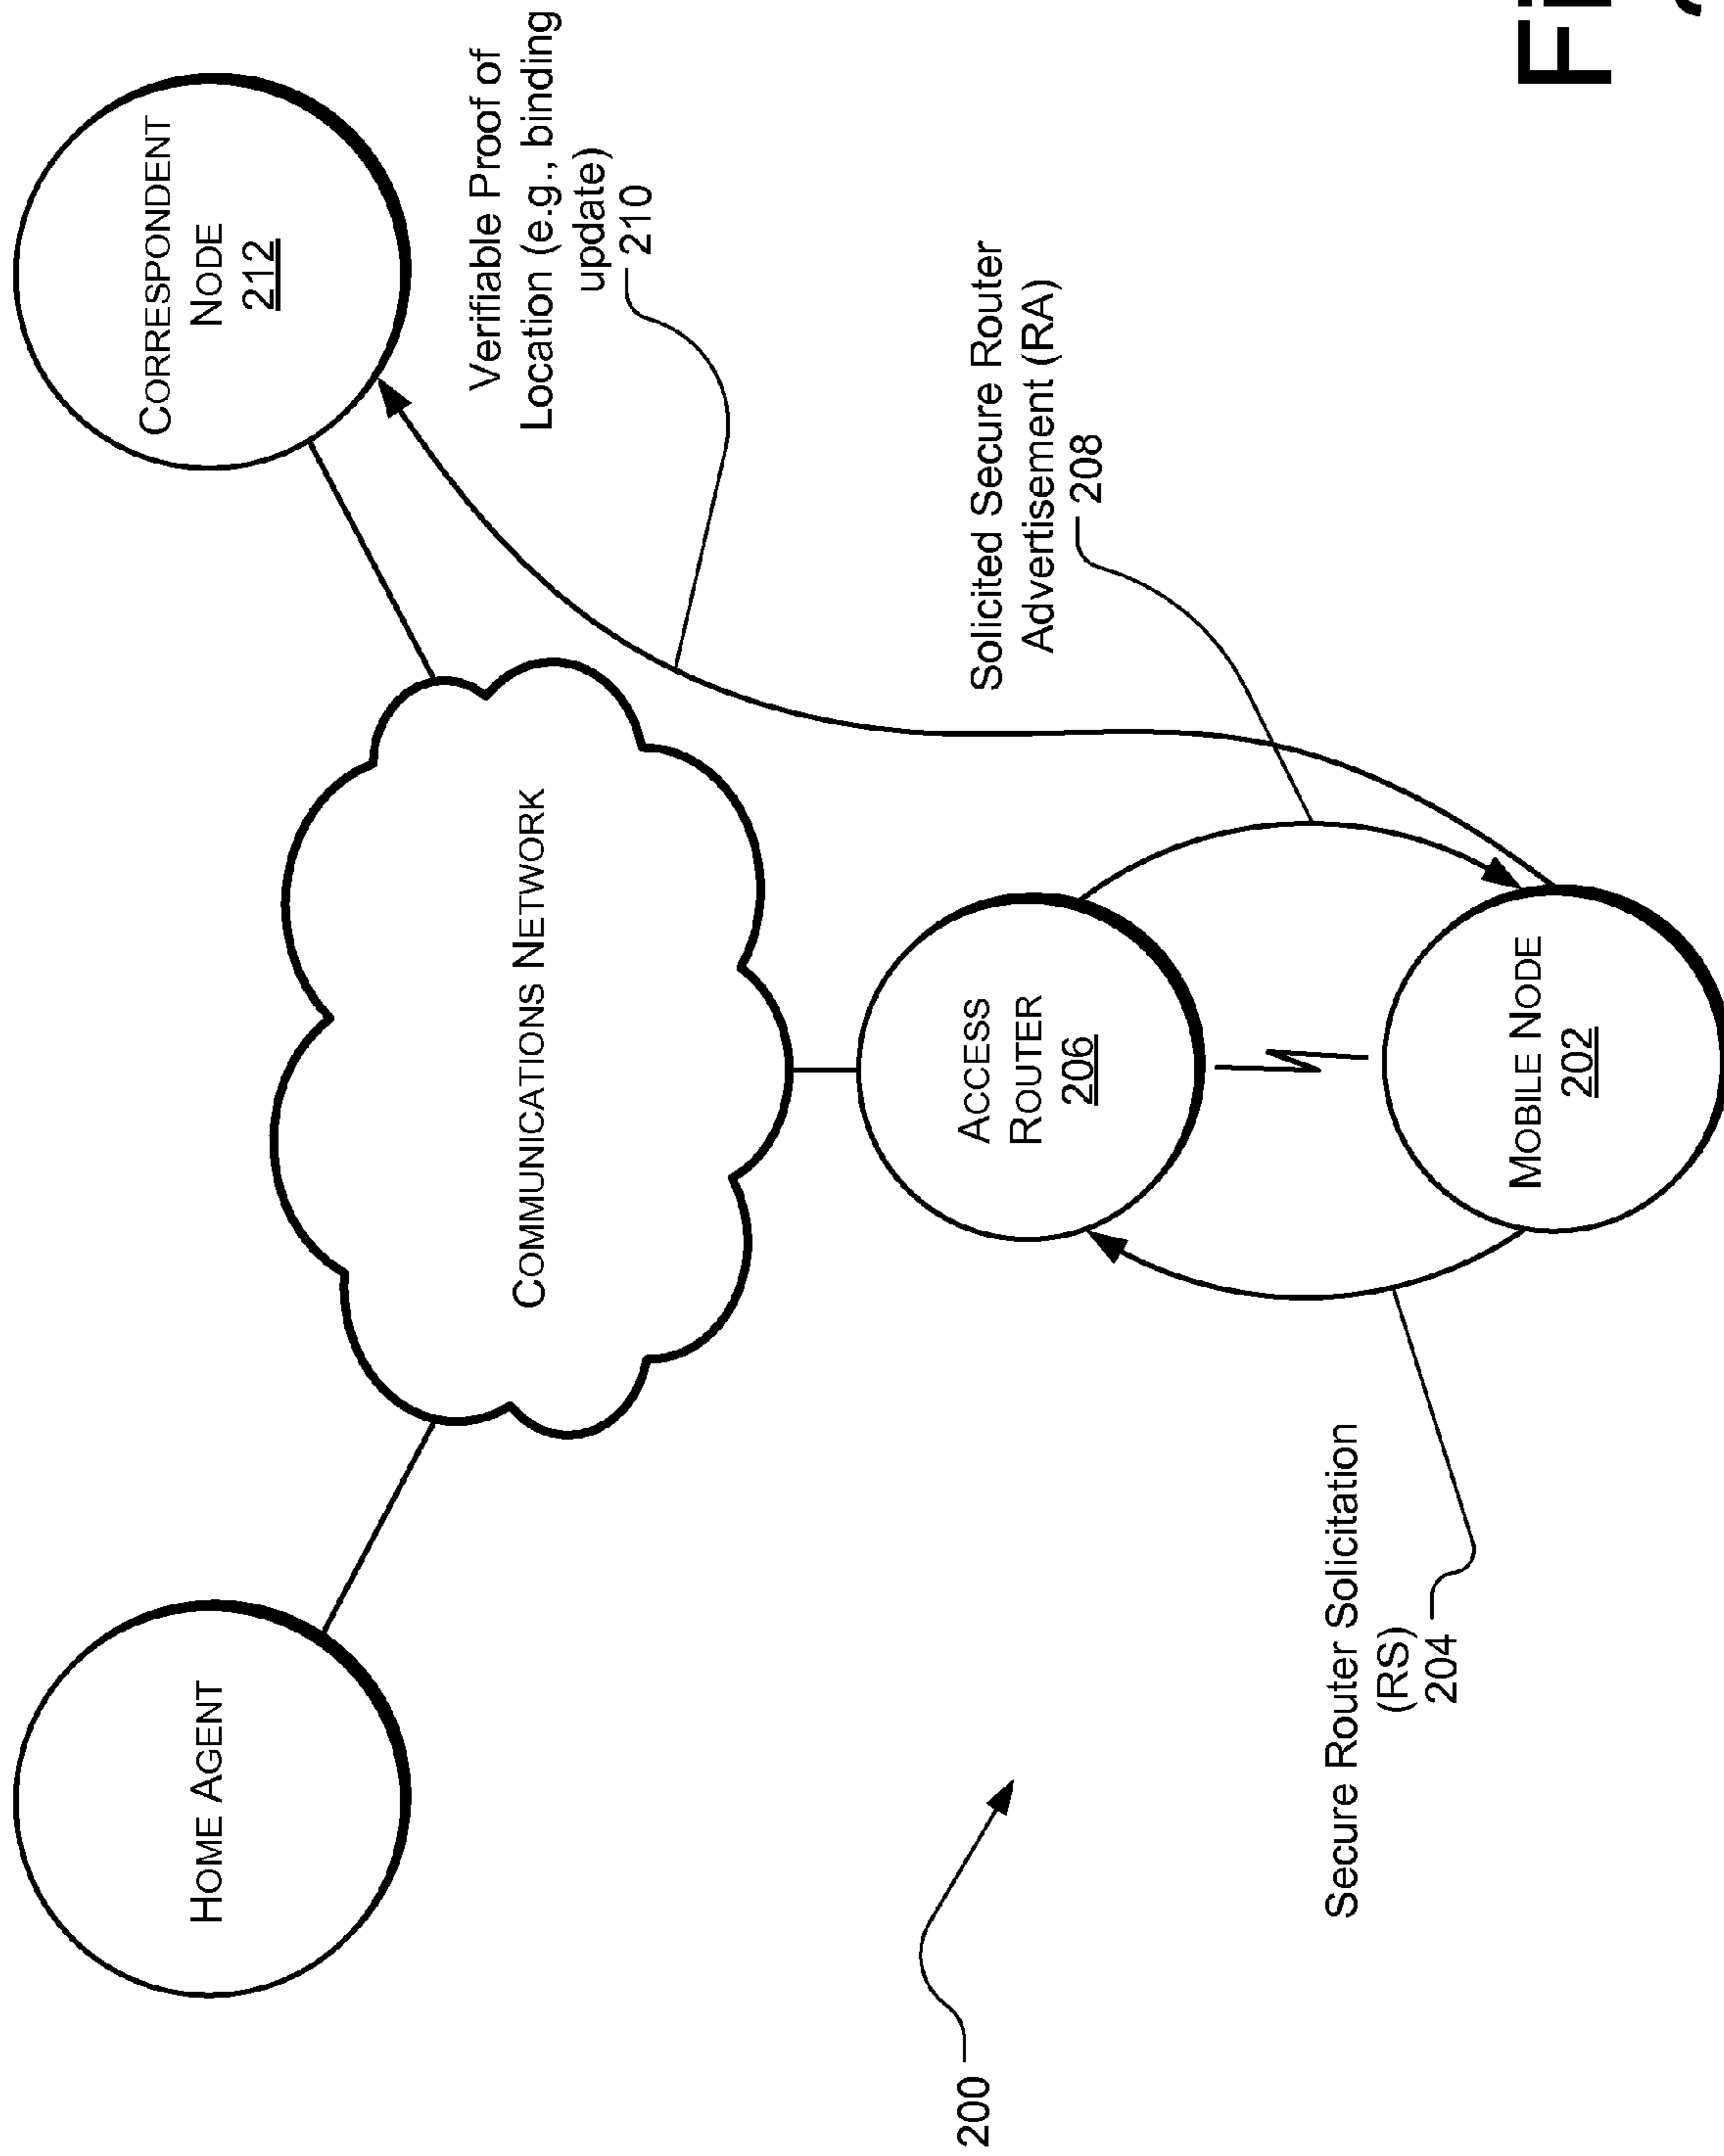 HOME AGENT
CORRESPONDENT
NODE
212
COMMUNICATIONS NETWORK
Verifiable Proof of
Location (e.g., binding
update)
210
200
ACCESS
ROUTER
206
Solicited Secure Router
Advertisement (RA)
208
Secure Router Solicitation
(RS)
204
MOBILE NODE
202